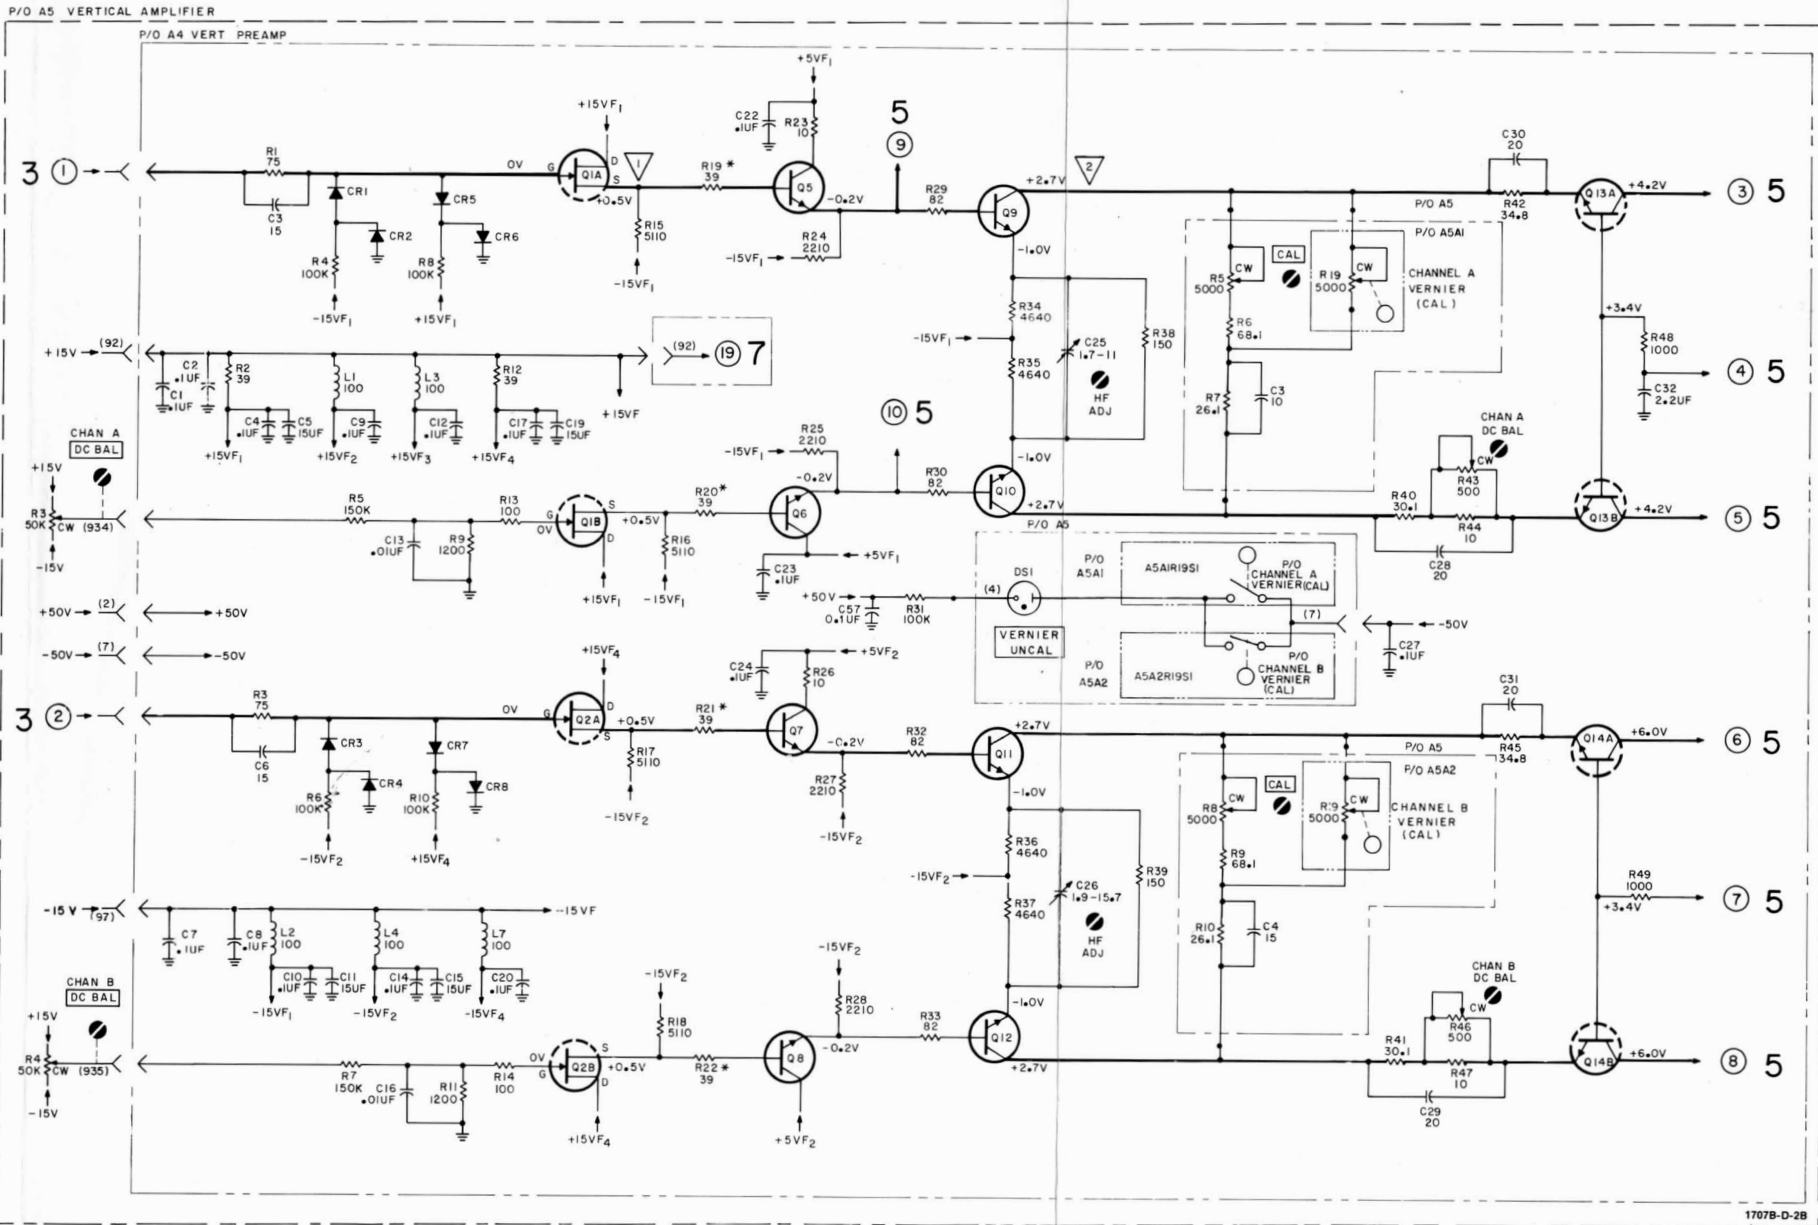 P/O A5 VERTICAL AMPLIFIER
P/O A4 VERT PREAMP
3 1
R1
75
C3
15
CR1
CR2
R4
100K
-15VF1
CR5
CR6
R8
100K
+15VF1
0V
G
Q1A
D
S
+15VF1
+0.5V
1
R15
5110
-15VF1
R19*
39
C22
.1UF
+5VF1
R23
10
Q5
-0.2V
R24
2210
-15VF1
5
9
R29
82
Q9
+2.7V
2
-1.0V
R34
4640
-15VF1
R35
4640
C25
1.7-11
HF
ADJ
R38
150
-1.0V
P/O A5
P/O A5A1
R5
5000
CW
CAL
R19
5000
CW
CHANNEL A
VERNIER
(CAL)
R6
68.1
R7
26.1
C3
10
C30
20
R42
34.8
Q13A
+4.2V
3 5
+3.4V
R48
1000
C32
2.2UF
4 5
CHAN A
DC BAL
CW
R43
500
R40
30.1
R44
10
C28
20
Q13B
+4.2V
5 5
+15V
(92)
C2
.1UF
C1
.1UF
R2
39
C4
.1UF
C5
15UF
+15VF1
L1
100
C9
.1UF
+15VF2
L3
100
C12
.1UF
+15VF3
R12
39
C17
.1UF
C19
15UF
+15VF4
+15VF
(92)
19 7
CHAN A
DC BAL
+15V
R3
50K
CW (934)
-15V
R5
150K
C13
.01UF
R9
1200
R13
100
G
0V
Q1B
S
D
+0.5V
+15VF1
R16
5110
-15VF1
R20*
39
Q6
-0.2V
R25
2210
-15VF1
10 5
R30
82
Q10
+2.7V
P/O A5
C23
.1UF
+5VF1
+50V
C57
0.1UF
R31
100K
(4)
DS1
VERNIER
UNCAL
P/O
A5A1
A5A1R19S1
P/O
CHANNEL A
VERNIER(CAL)
P/O
A5A2
A5A2R19S1
P/O
CHANNEL B
VERNIER
(CAL)
(7)
-50V
C27
.1UF
+50V
(2)
+50V
-50V
(7)
-50V
3 2
R3
75
C6
15
CR3
CR4
R6
100K
-15VF2
CR7
CR8
R10
100K
+15VF4
0V
G
Q2A
D
S
+15VF4
+0.5V
R17
5110
-15VF2
R21*
39
C24
.1UF
+5VF2
R26
10
Q7
-0.2V
R27
2210
-15VF2
R32
82
Q11
+2.7V
-1.0V
R36
4640
-15VF2
R37
4640
C26
1.9-15.7
HF
ADJ
R39
150
-1.0V
P/O A5
P/O A5A2
R8
5000
CW
CAL
R19
5000
CW
CHANNEL B
VERNIER
(CAL)
R9
68.1
R10
26.1
C4
15
C31
20
R45
34.8
Q14A
+6.0V
6 5
R49
1000
+3.4V
7 5
CHAN B
DC BAL
CW
R46
500
R41
30.1
R47
10
C29
20
Q14B
+6.0V
8 5
-15V
(97)
C7
.1UF
C8
.1UF
L2
100
C10
.1UF
C11
15UF
-15VF1
L4
100
C14
.1UF
C15
15UF
-15VF2
L7
100
C20
.1UF
-15VF4
-15VF
CHAN B
DC BAL
+15V
R4
50K
CW (935)
-15V
R7
150K
C16
.01UF
R11
1200
R14
100
0V
G
Q2B
S
D
+0.5V
+15VF4
-15VF2
R18
5110
R22*
39
Q8
-0.2V
+5VF2
-15VF2
R28
2210
R33
82
Q12
+2.7V
1707B-D-2B